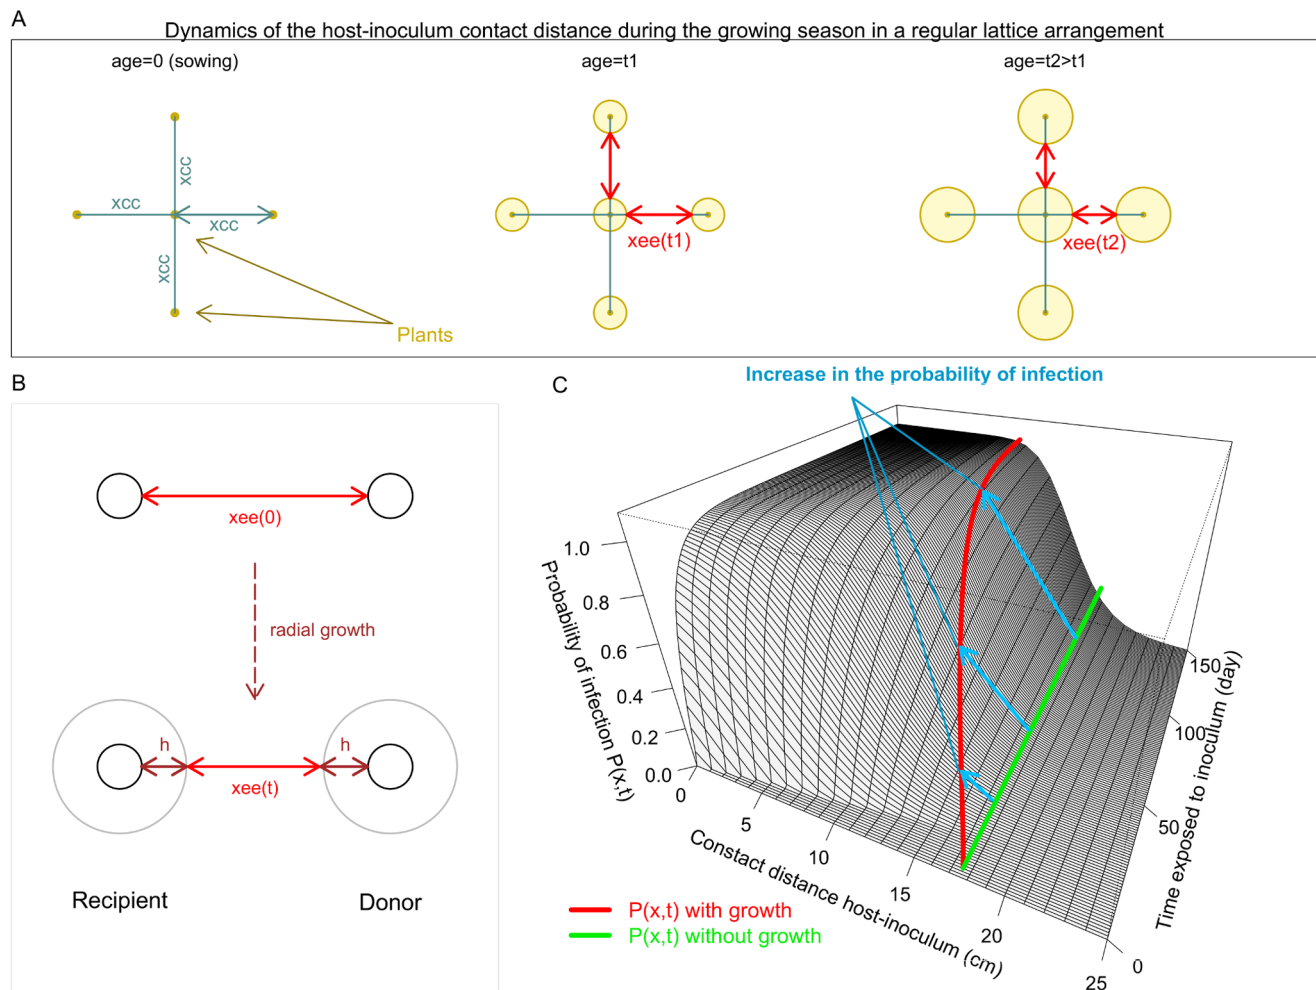 A
Dynamics of the host-inoculum contact distance during the growing season in a regular lattice arrangement
age=0 (sowing)
age=t1
age=t2>t1
xcc
xcc
xcc
xcc
Plants
xee(t1)
xee(t2)
B
xee(0)
radial growth
h
h
xee(t)
Recipient
Donor
C
Increase in the probability of infection
Probability of infection P(x,t)
1.0
0.8
0.6
0.4
0.2
0.0
0
5
10
15
20
25
Constact distance host-inoculum (cm)
0
50
100
150
Time exposed to inoculum (day)
P(x,t) with growth
P(x,t) without growth